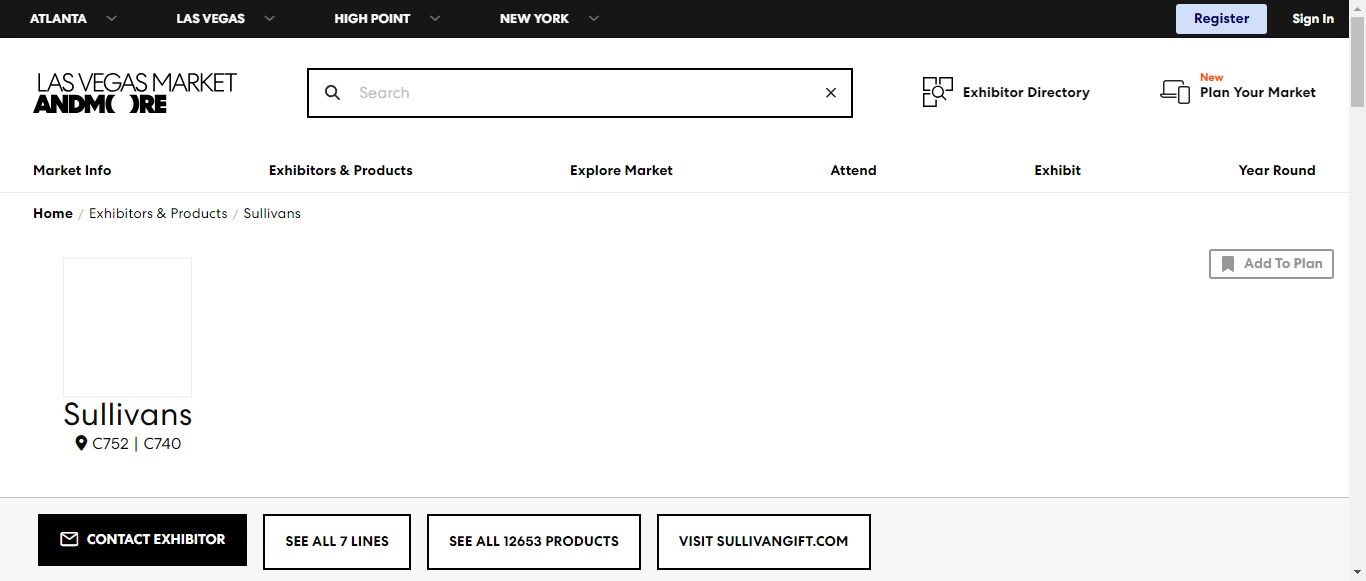 ATLANTA LAS VEGAS HIGH POINT NEW YORK Register Sign In
LAS VEGAS MARKET
ANDMORE
Search
Exhibitor Directory
New
Plan Your Market
Market Info Exhibitors & Products Explore Market Attend Exhibit Year Round
Home / Exhibitors & Products / Sullivans
Add To Plan
Sullivans
C752 | C740
CONTACT EXHIBITOR SEE ALL 7 LINES SEE ALL 12653 PRODUCTS VISIT SULLIVANGIFT.COM